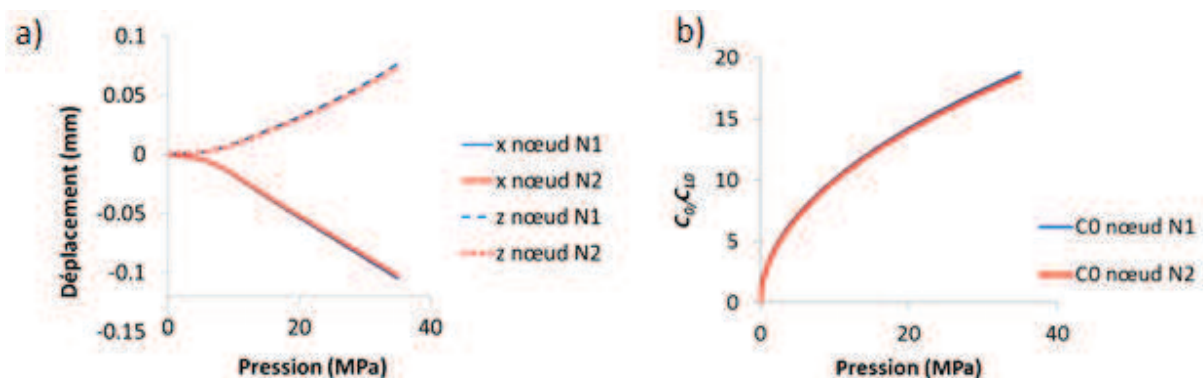 a)
Déplacement (mm)
0.1
0.05
0
-0.05
-0.1
-0.15
0 20 40
Pression (MPa)
x nœud N1
x nœud N2
z nœud N1
z nœud N2
b)
C0/CL0
20
15
10
5
0
0 20 40
Pression (MPa)
C0 nœud N1
C0 nœud N2